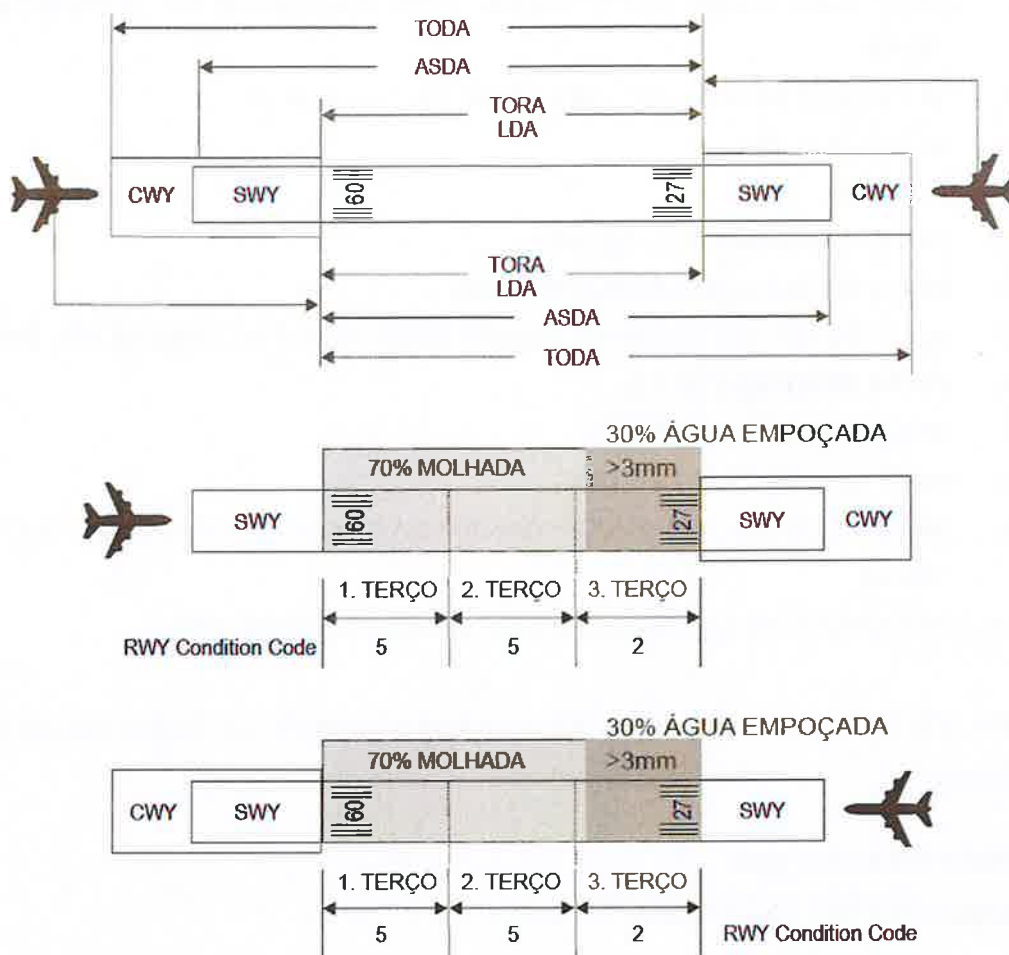 TODA
ASDA
TORA
LDA
CWY SWY 09 27 SWY CWY
TORA
LDA
ASDA
TODA
30% ÁGUA EMPOÇADA
70% MOLHADA >3mm
SWY 09 27 SWY CWY
1. TERÇO 2. TERÇO 3. TERÇO
RWY Condition Code 5 5 2
30% ÁGUA EMPOÇADA
70% MOLHADA >3mm
CWY SWY 09 27 SWY
1. TERÇO 2. TERÇO 3. TERÇO
5 5 2 RWY Condition Code